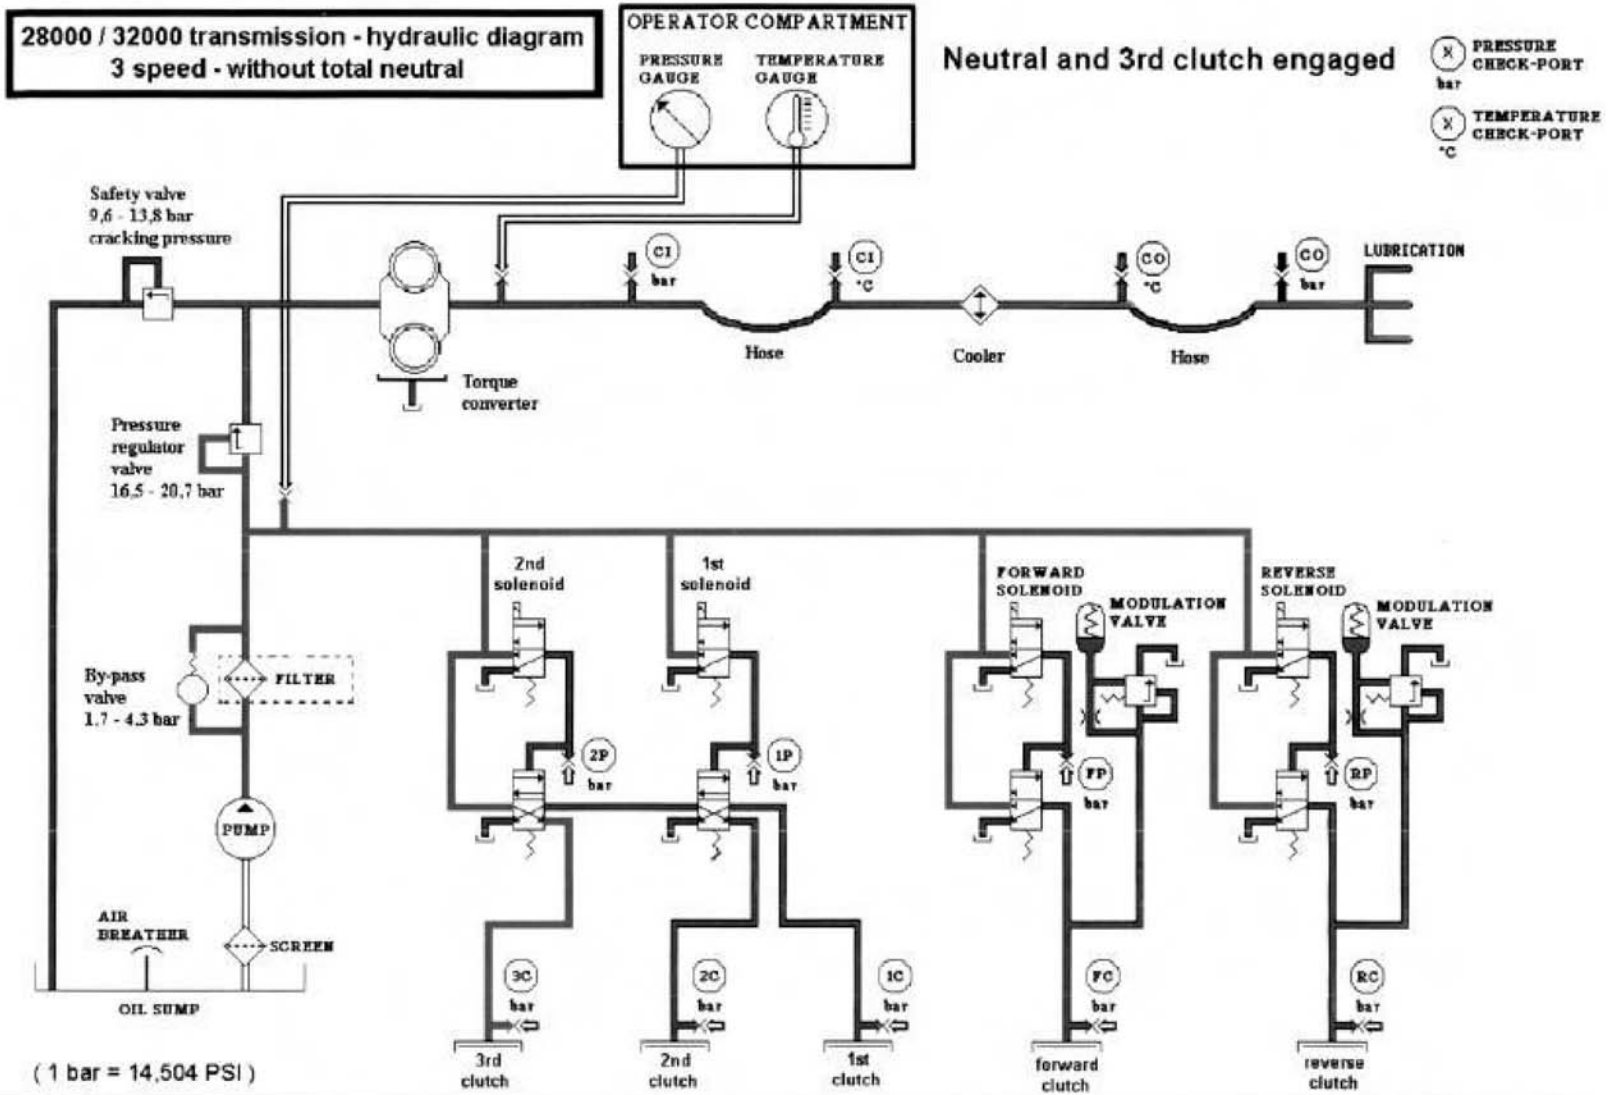 28000 / 32000 transmission - hydraulic diagram
3 speed - without total neutral
OPERATOR COMPARTMENT
PRESSURE
GAUGE
TEMPERATURE
GAUGE
Neutral and 3rd clutch engaged
PRESSURE
CHECK-PORT
bar
TEMPERATURE
CHECK-PORT
°C
Safety valve
9,6 - 13,8 bar
cracking pressure
CI
bar
CI
°C
CO
°C
CO
bar
LUBRICATION
Hose
Cooler
Hose
Torque
converter
Pressure
regulator
valve
16,5 - 20,7 bar
2nd
solenoid
1st
solenoid
FORWARD
SOLENOID
MODULATION
VALVE
REVERSE
SOLENOID
MODULATION
VALVE
By-pass
valve
1.7 - 4.3 bar
FILTER
2P
bar
1P
bar
FP
bar
RP
bar
PUMP
AIR
BREATHER
SCREEN
OIL SUMP
3C
bar
2C
bar
1C
bar
FC
bar
RC
bar
3rd
clutch
2nd
clutch
1st
clutch
forward
clutch
reverse
clutch
( 1 bar = 14,504 PSI )